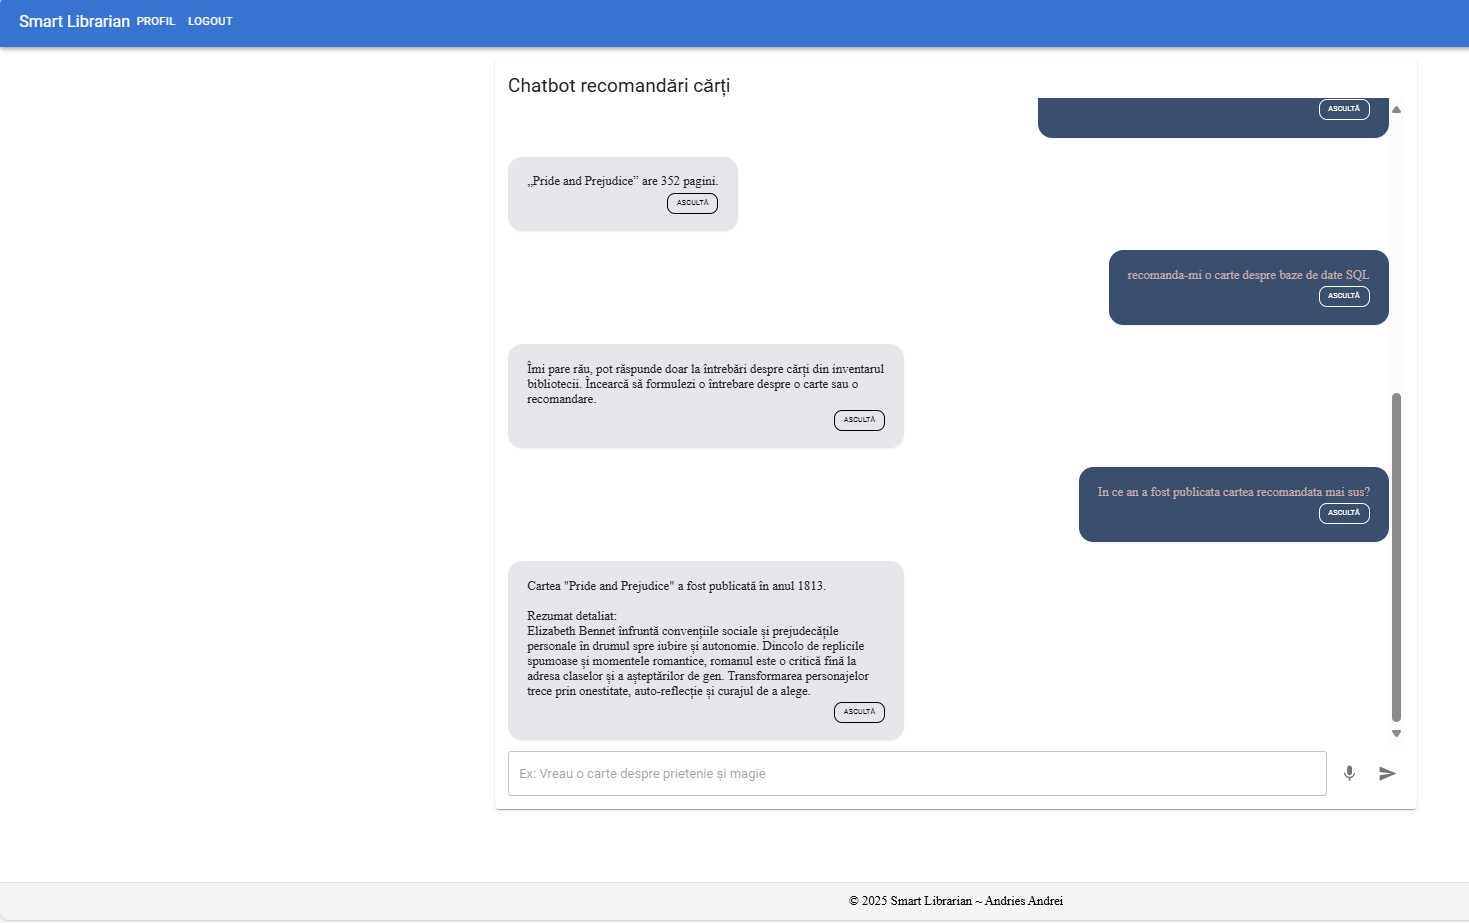 Smart Librarian PROFIL LOGOUT
Chatbot recomandări cărți
ASCULTĂ
„Pride and Prejudice” are 352 pagini.
ASCULTĂ
recomanda-mi o carte despre baze de date SQL
ASCULTĂ
Îmi pare rău, pot răspunde doar la întrebări despre cărți din inventarul
bibliotecii. Încearcă să formulezi o întrebare despre o carte sau o
recomandare.
ASCULTĂ
In ce an a fost publicata cartea recomandata mai sus?
ASCULTĂ
Cartea "Pride and Prejudice" a fost publicată în anul 1813.
Rezumat detaliat:
Elizabeth Bennet înfruntă convențiile sociale și prejudecățile
personale în drumul spre iubire și autonomie. Dincolo de replicile
spumoase și momentele romantice, romanul este o critică fină la
adresa claselor și a așteptărilor de gen. Transformarea personajelor
trece prin onestitate, auto-reflecție și curajul de a alege.
ASCULTĂ
Ex: Vreau o carte despre prietenie și magie
© 2025 Smart Librarian ~ Andries Andrei